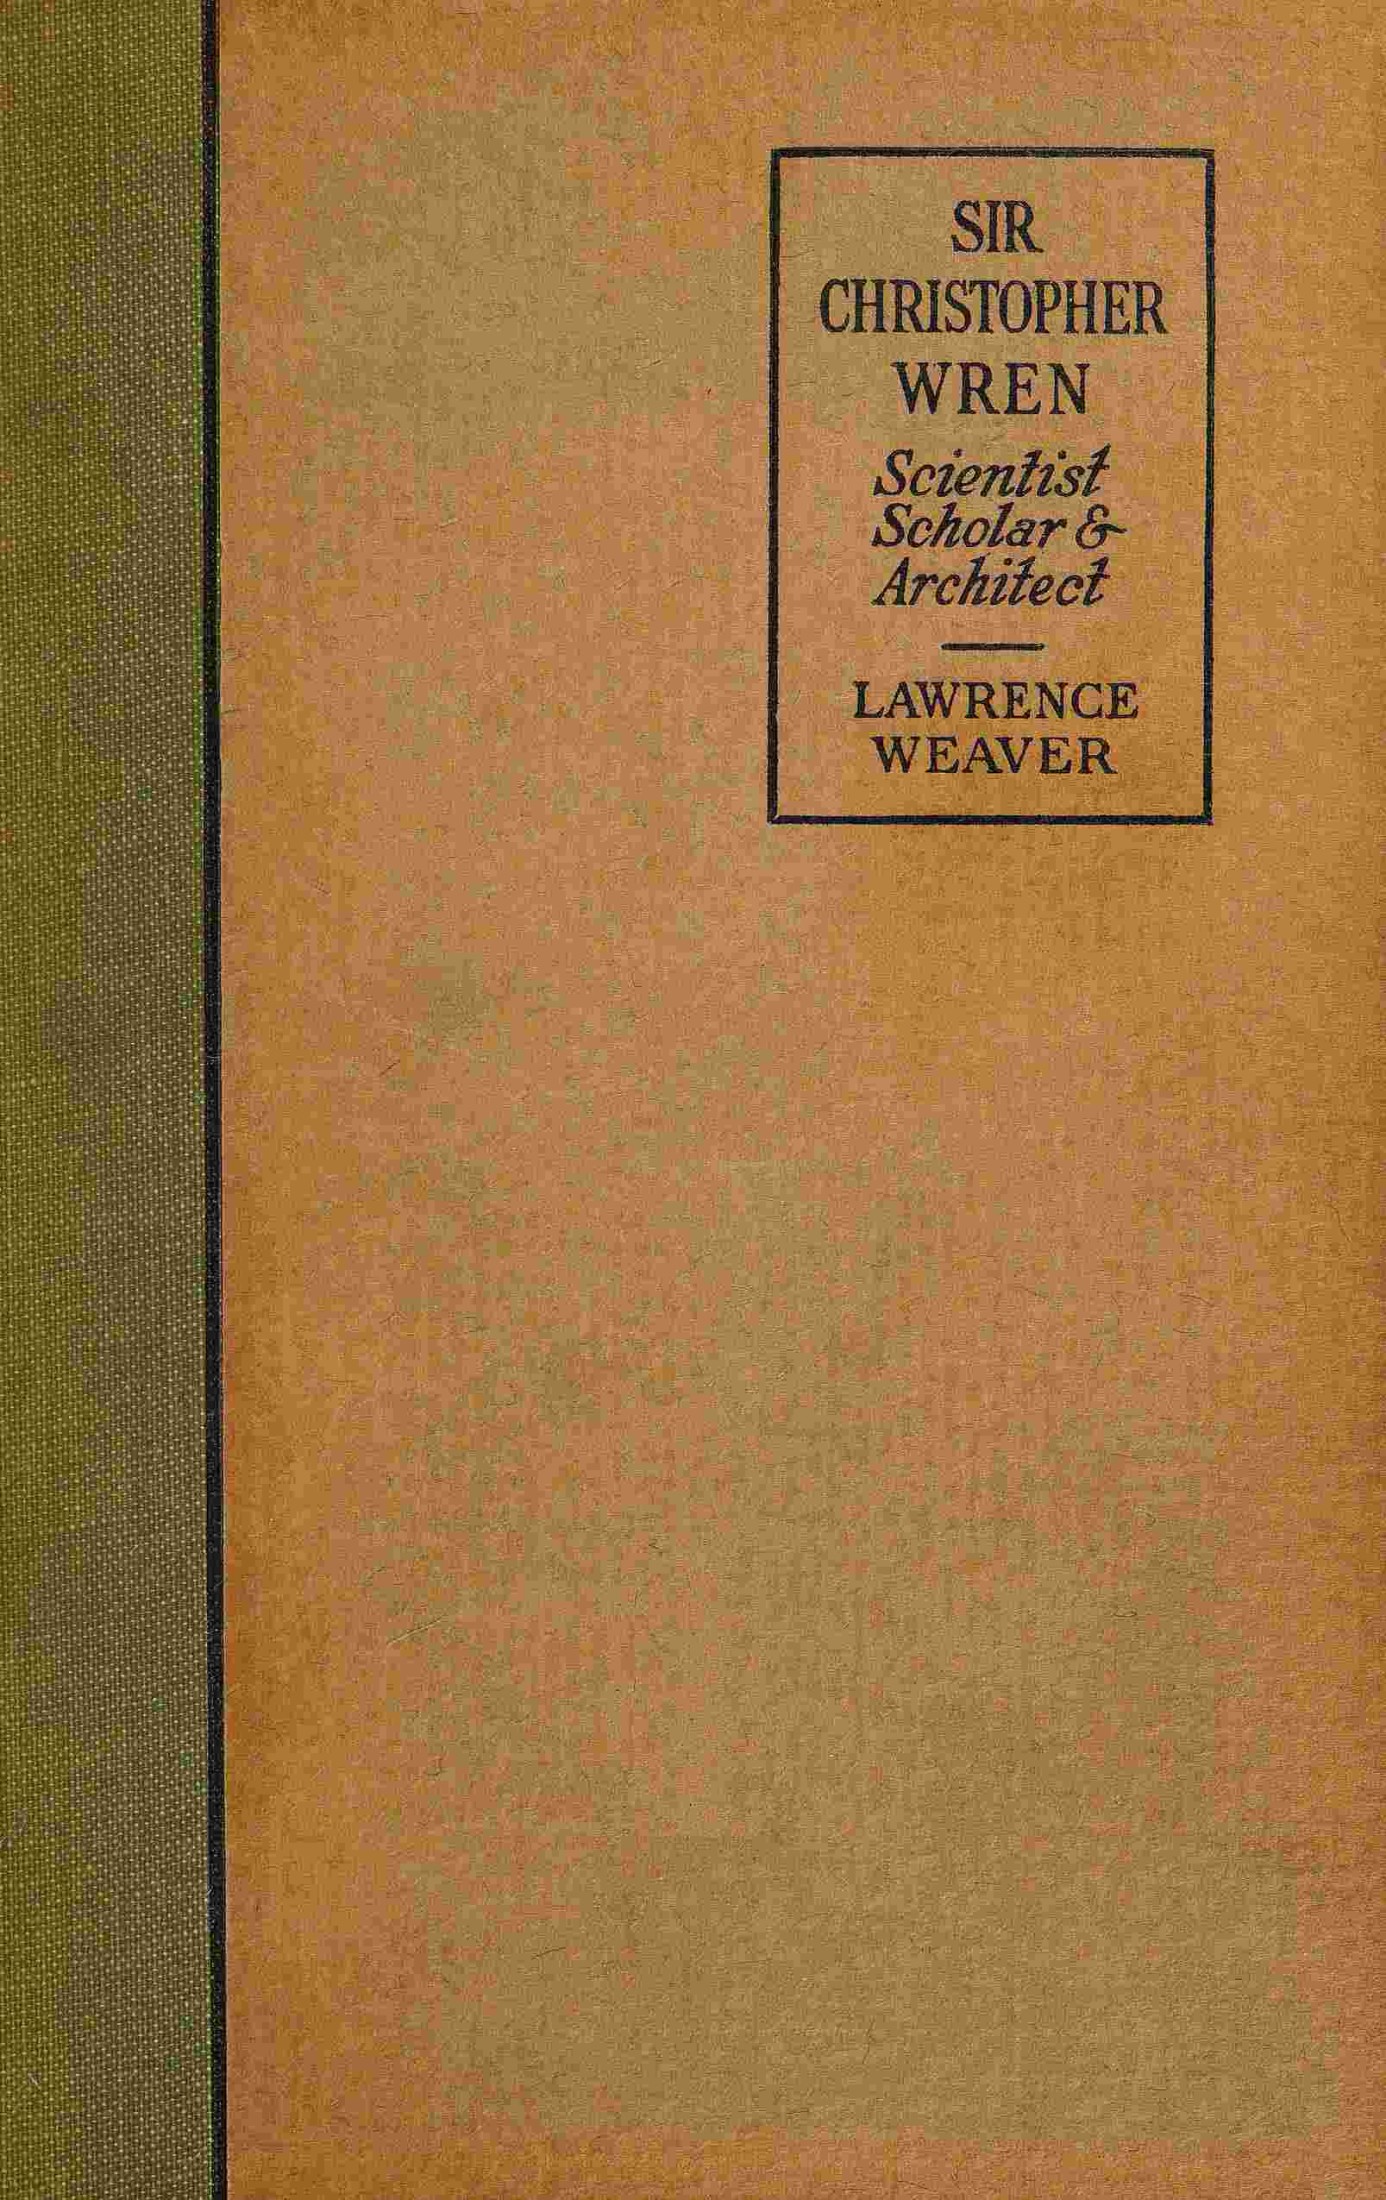 SIR
CHRISTOPHER
WREN
Scientist
Scholar &
Architect
LAWRENCE
WEAVER